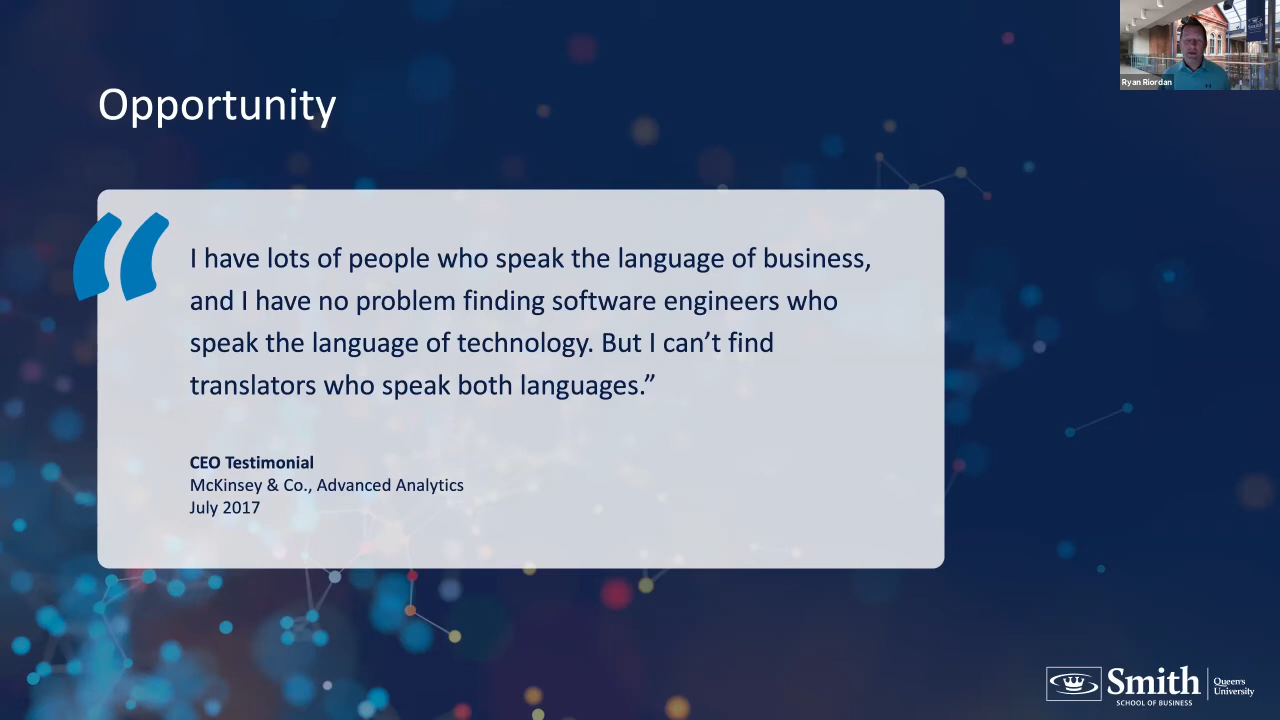 Opportunity
“
I have lots of people who speak the language of business,
and I have no problem finding software engineers who
speak the language of technology. But I can’t find
translators who speak both languages.”
CEO Testimonial
McKinsey & Co., Advanced Analytics
July 2017
Ryan Riordan
Smith
SCHOOL OF BUSINESS
Queen's
University